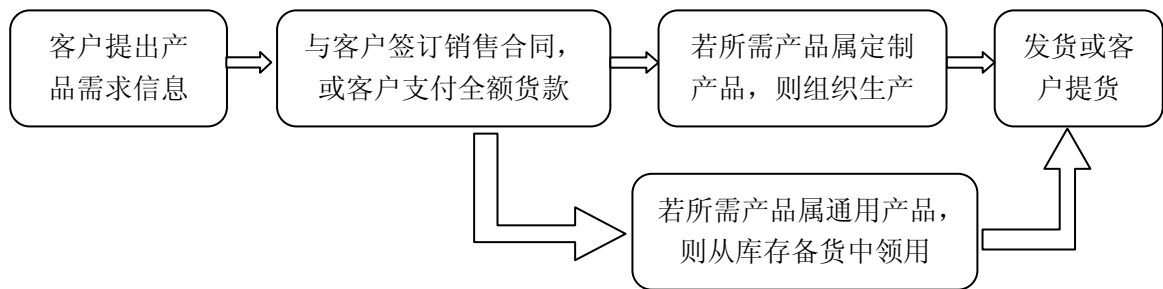 客户提出产
品需求信息
与客户签订销售合同，
或客户支付全额货款
若所需产品属定制
产品，则组织生产
发货或客
户提货
若所需产品属通用产品，
则从库存备货中领用